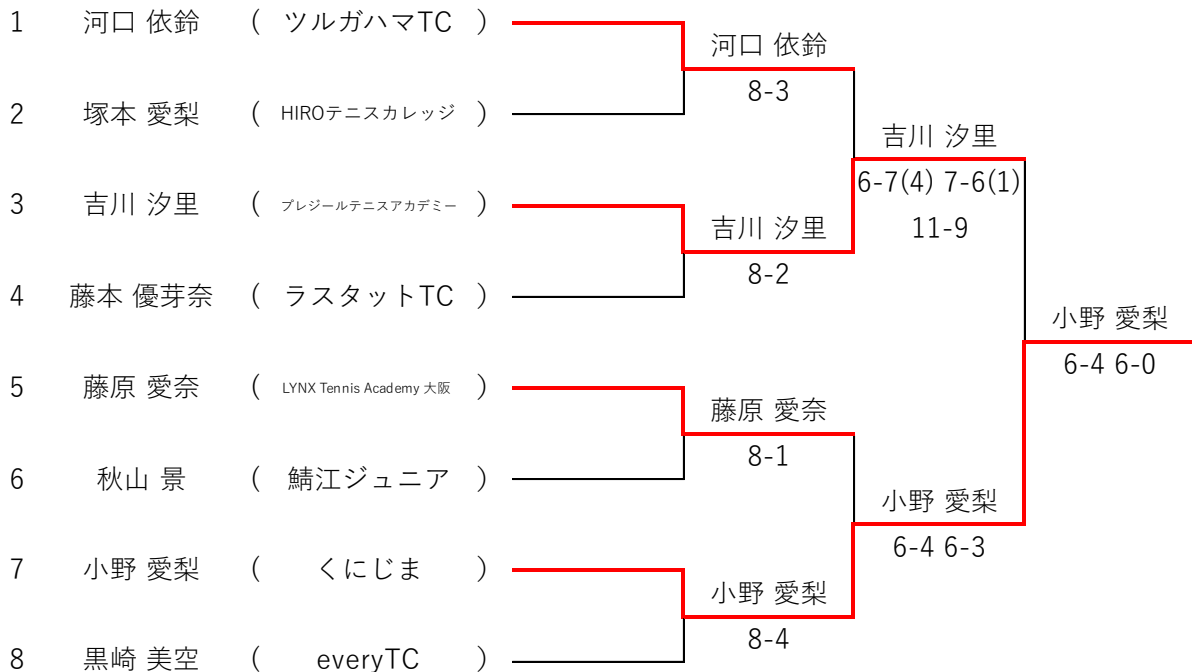 1 河口 依鈴 ( ツルガハマTC )
河口 依鈴
8-3
2 塚本 愛梨 ( HIROテニスカレッジ )
吉川 汐里
6-7(4) 7-6(1)
11-9
3 吉川 汐里 ( プレジールテニスアカデミー )
吉川 汐里
8-2
4 藤本 優芽奈 ( ラスタットTC )
小野 愛梨
6-4 6-0
5 藤原 愛奈 ( LYNX Tennis Academy 大阪 )
藤原 愛奈
8-1
6 秋山 景 ( 鯖江ジュニア )
小野 愛梨
6-4 6-3
7 小野 愛梨 ( くにじま )
小野 愛梨
8-4
8 黒崎 美空 ( everyTC )